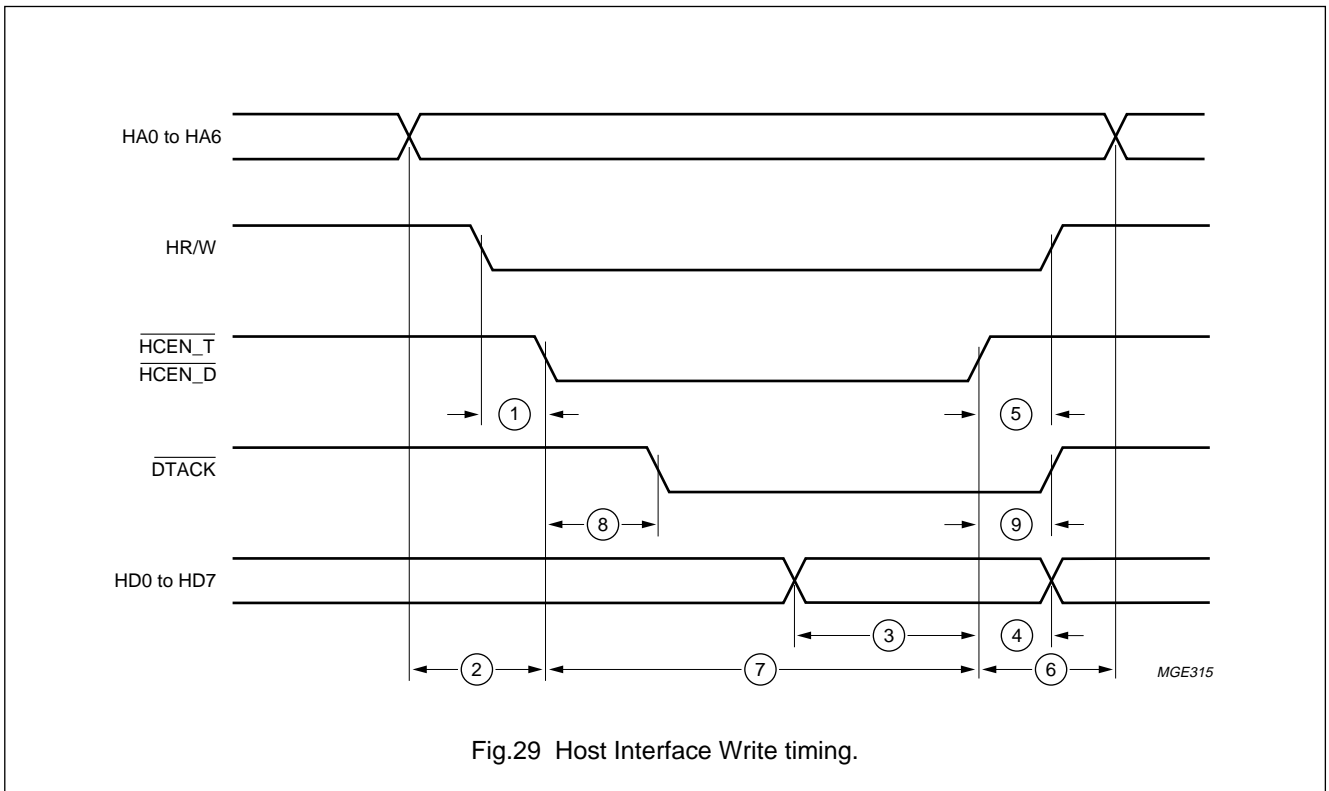 HA0 to HA6
HR/W
HCEN_T
HCEN_D
1
5
DTACK
8
9
HD0 to HD7
3
4
2
7
6
MGE315
Fig.29 Host Interface Write timing.